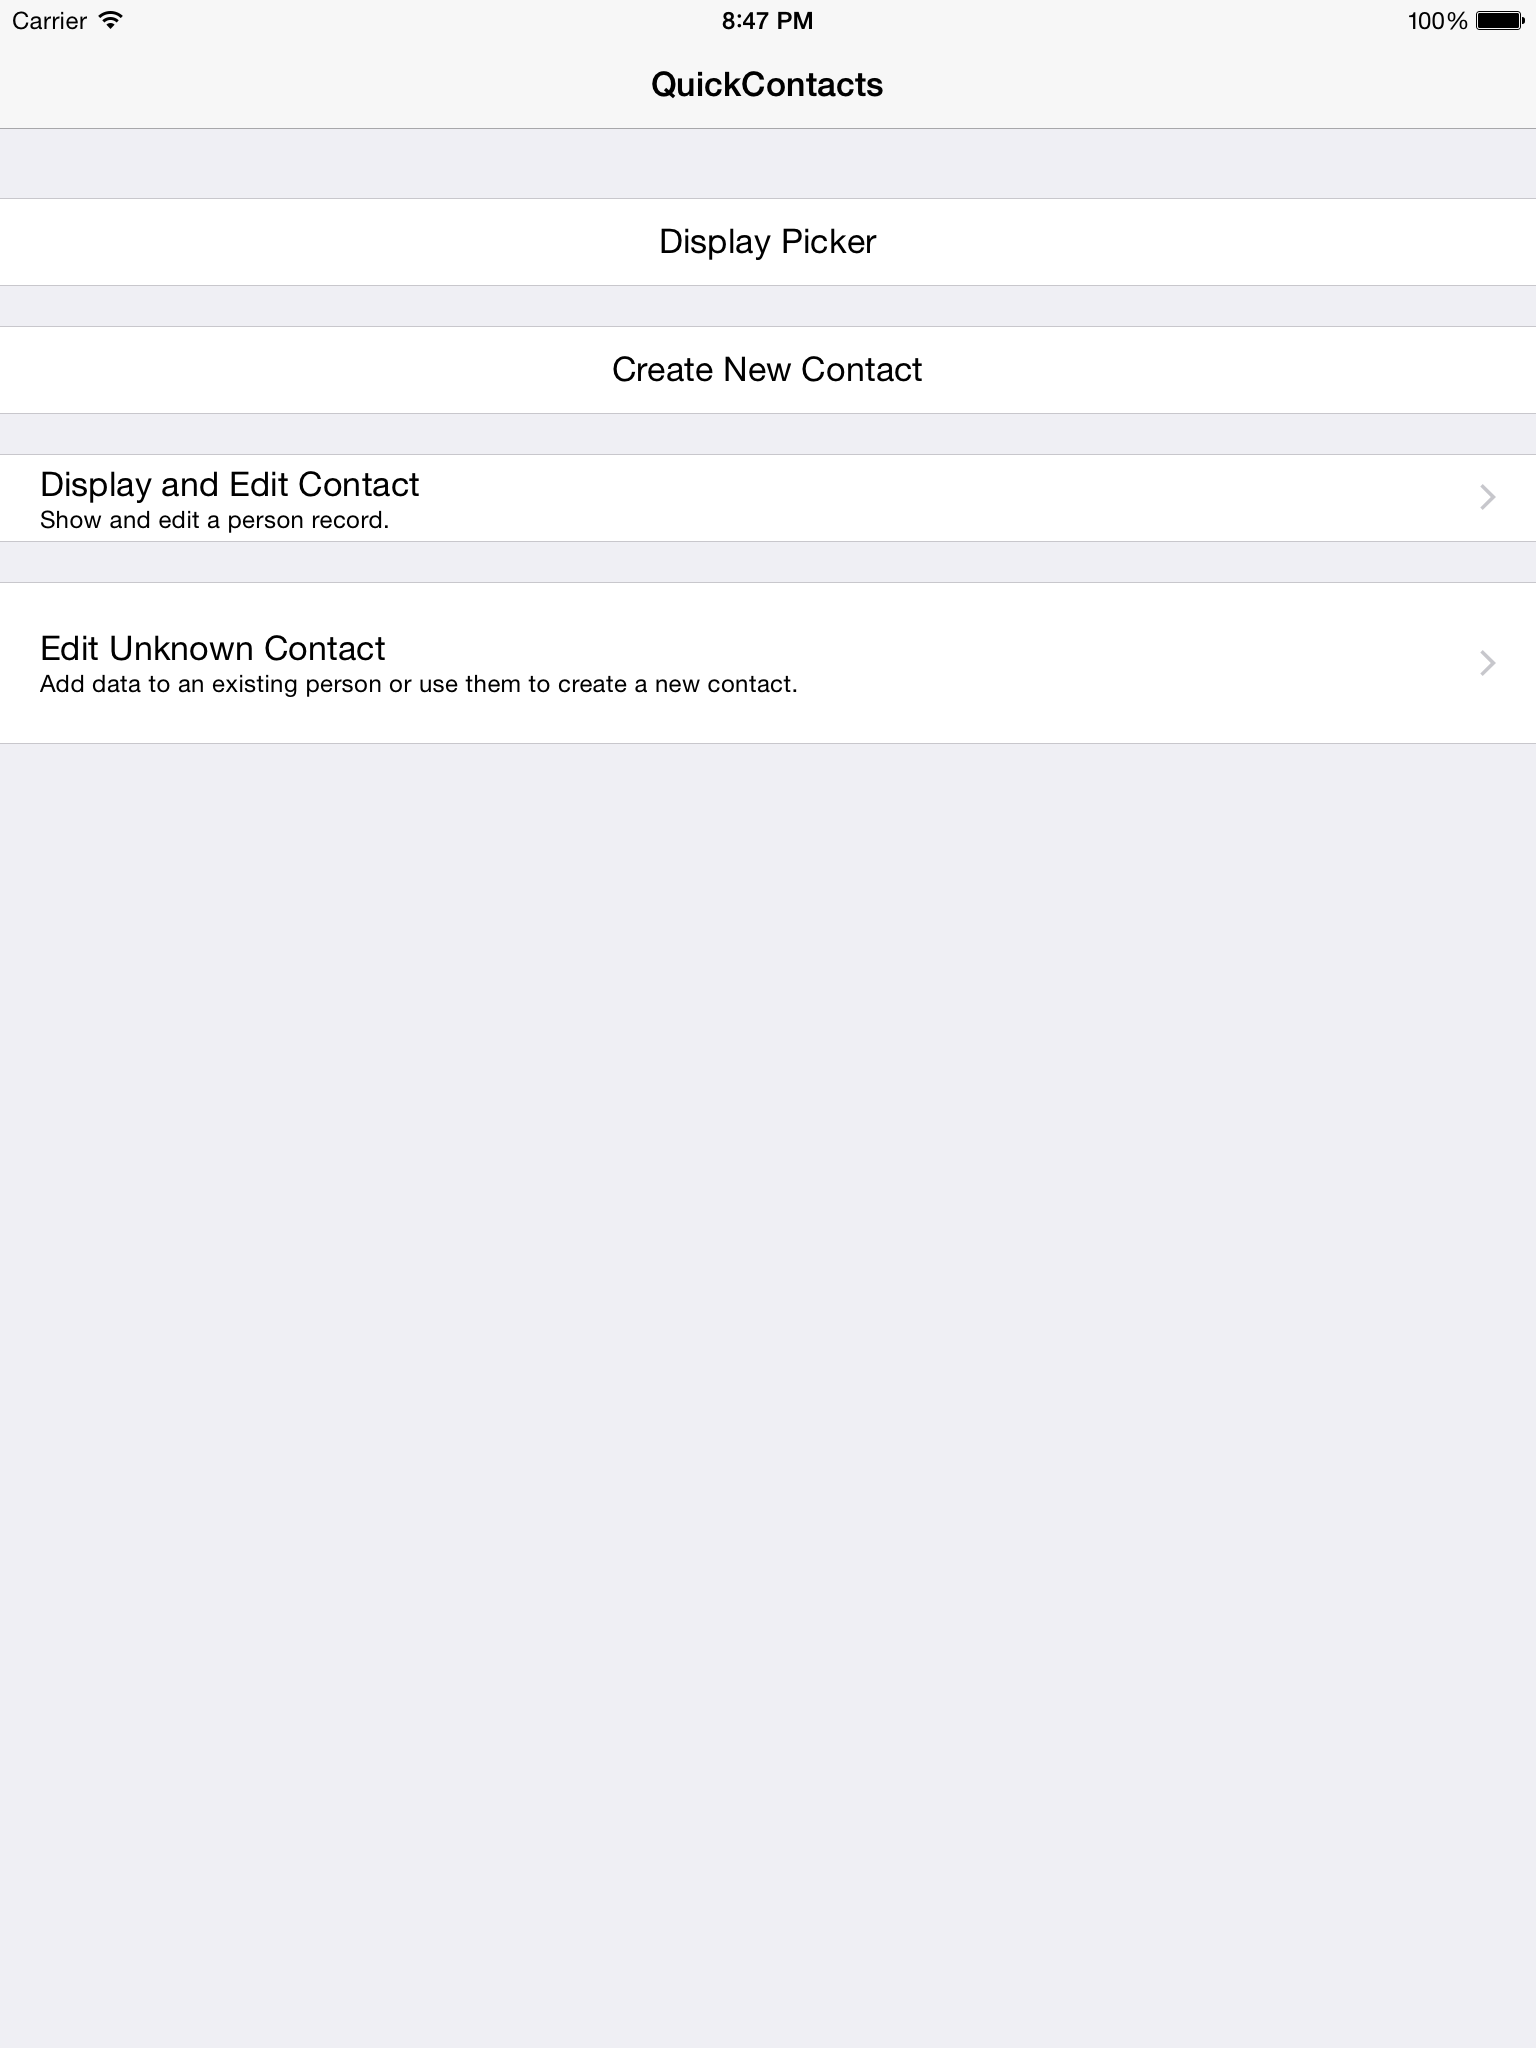 Carrier 8:47 PM 100%
QuickContacts
Display Picker
Create New Contact
Display and Edit Contact
Show and edit a person record.
Edit Unknown Contact
Add data to an existing person or use them to create a new contact.